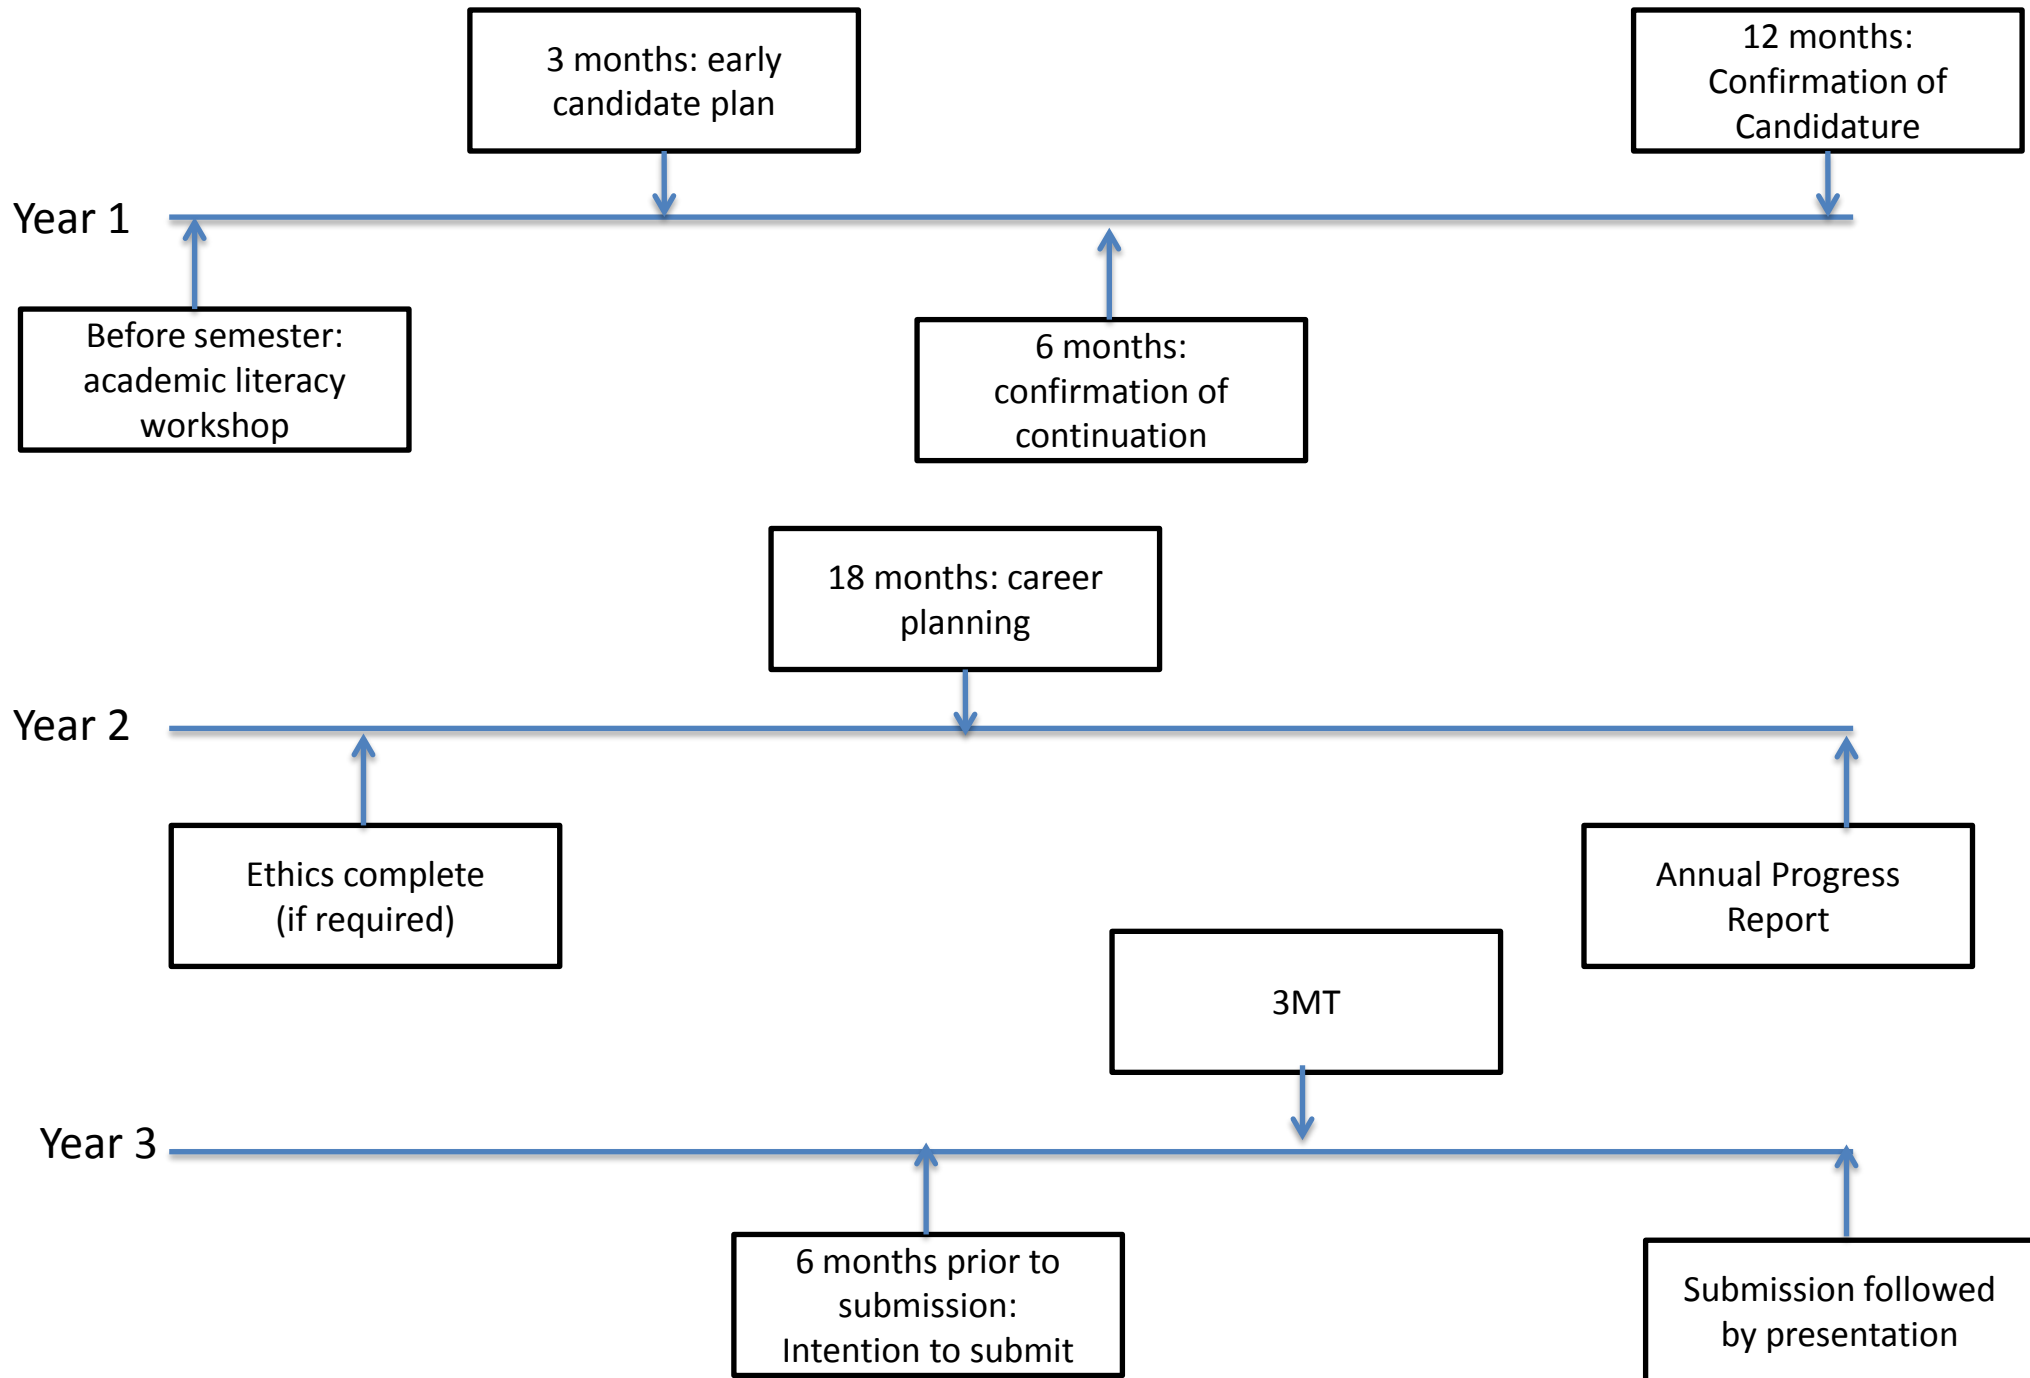 3 months: early
candidate plan
12 months:
Confirmation of
Candidature
Year 1
Before semester:
academic literacy
workshop
6 months:
confirmation of
continuation
18 months: career
planning
Year 2
Ethics complete
(if required)
Annual Progress
Report
3MT
Year 3
6 months prior to
submission:
Intention to submit
Submission followed
by presentation